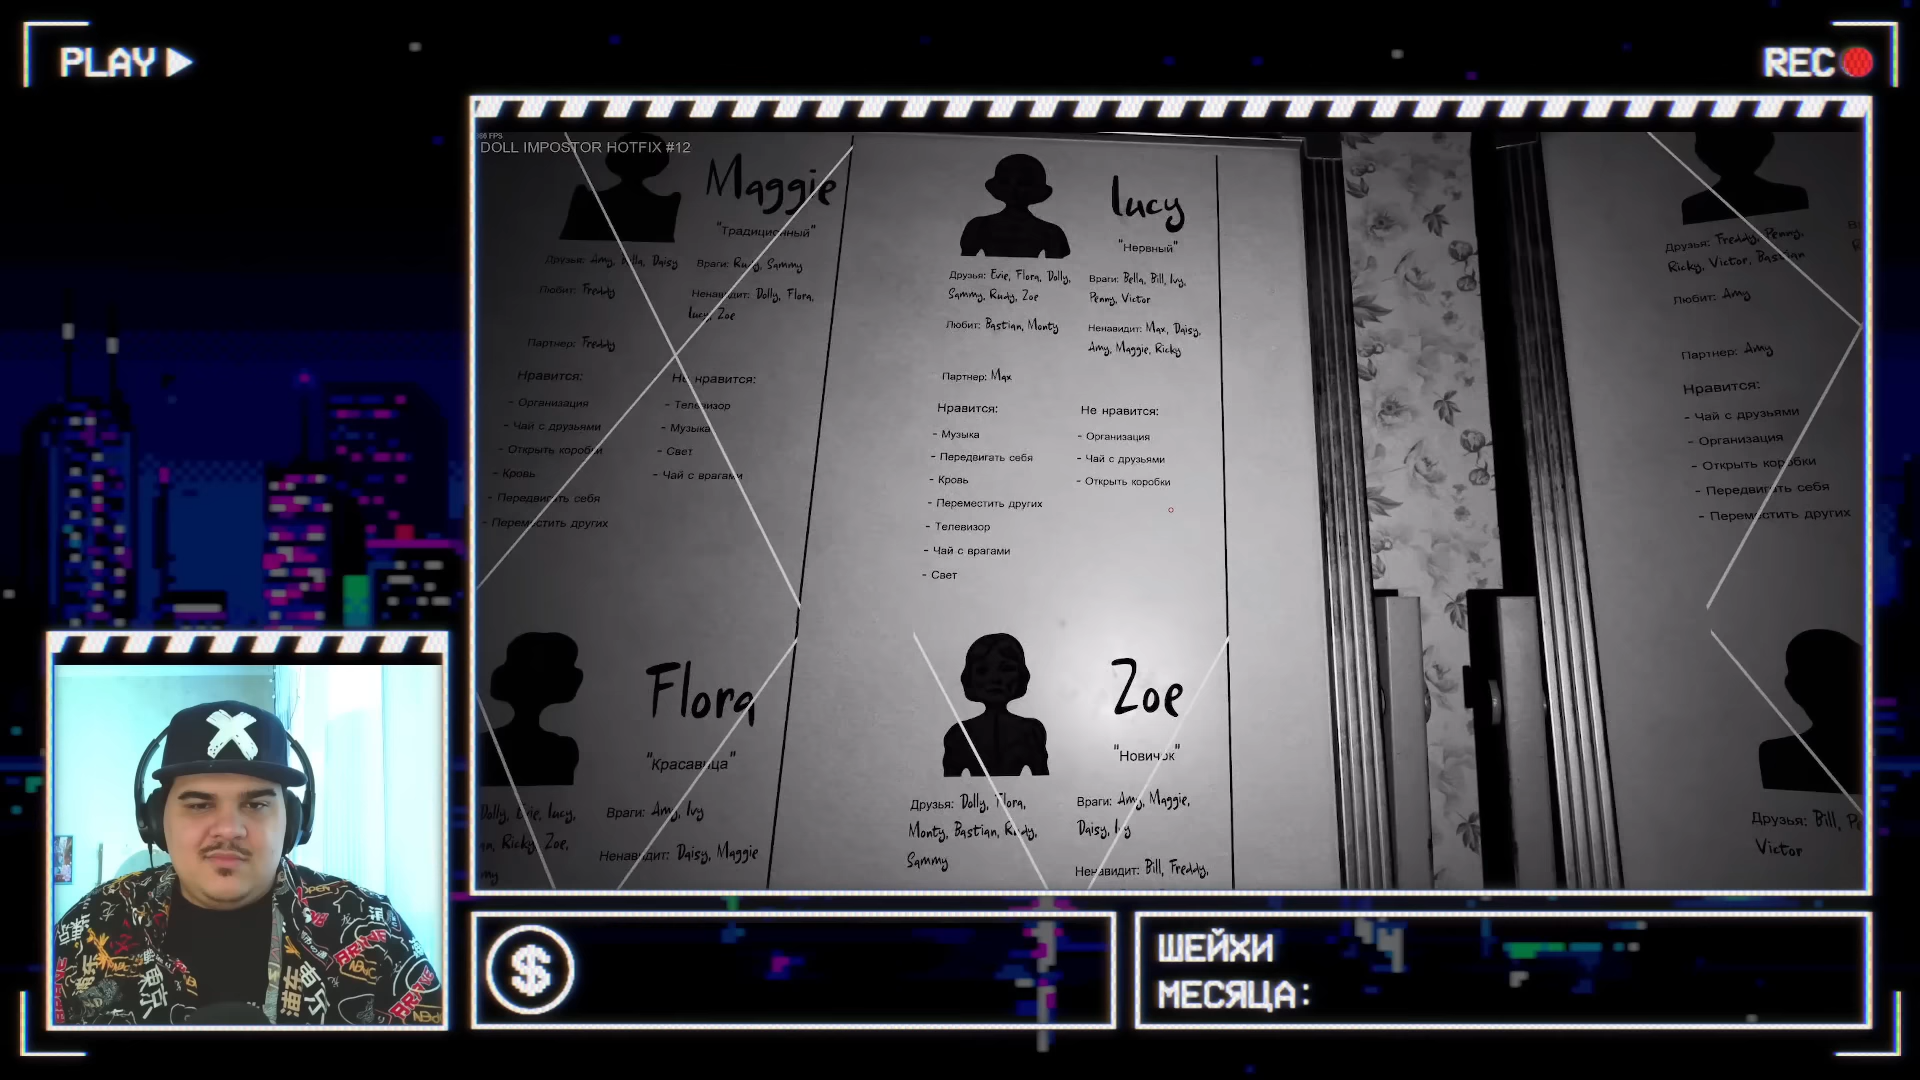 PLAY
REC
60 FPS
DOLL IMPOSTOR HOTFIX #12
Maggie
"Традиционный"
Друзья: Amy, Bella, Daisy
Враги: Rudy, Sammy
Любит: Freddy
Ненавидит: Dolly, Flora,
Lucy, Zoe
Партнер: Freddy
Нравится:
- Организация
- Чай с друзьями
- Открыть коробки
- Кровь
- Передвигать себя
- Переместить других
Не нравится:
- Телевизор
- Музыка
- Свет
- Чай с врагами
Lucy
"Нервный"
Друзья: Evie, Flora, Dolly,
Sammy, Rudy, Zoe
Враги: Bella, Bill, Ivy,
Penny, Victor
Любит: Bastian, Monty
Ненавидит: Max, Daisy,
Amy, Maggie, Ricky
Партнер: Max
Нравится:
- Музыка
- Передвигать себя
- Кровь
- Переместить других
- Телевизор
- Чай с врагами
- Свет
Не нравится:
- Организация
- Чай с друзьями
- Открыть коробки
Друзья: Freddy, Penny,
Ricky, Victor, Bastian
Любит: Amy
Партнер: Amy
Нравится:
- Чай с друзьями
- Организация
- Открыть коробки
- Передвигать себя
- Переместить других
Flora
"Красавица"
Dolly, Evie, Lucy,
Ricky, Zoe,
Враги: Amy, Ivy
Ненавидит: Daisy, Maggie
Zoe
"Новичок"
Друзья: Dolly, Flora,
Monty, Bastian, Rudy,
Sammy
Враги: Amy, Maggie,
Daisy, Ivy
Ненавидит: Bill, Freddy,
Друзья: Bill,
Victor
$
ШЕЙХИ
МЕСЯЦА: